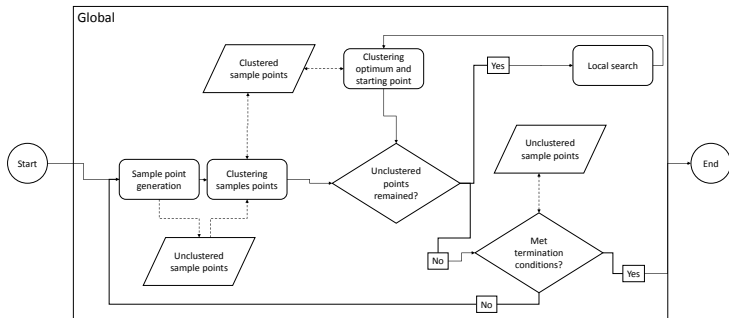 Global
Clustered
sample points
Clustering
optimum and
starting point
Yes
Local search
Unclustered
sample points
Start
Sample point
generation
Clustering
samples points
Unclustered
points
remained?
End
Unclustered
sample points
No
Met
termination
conditions?
Yes
No